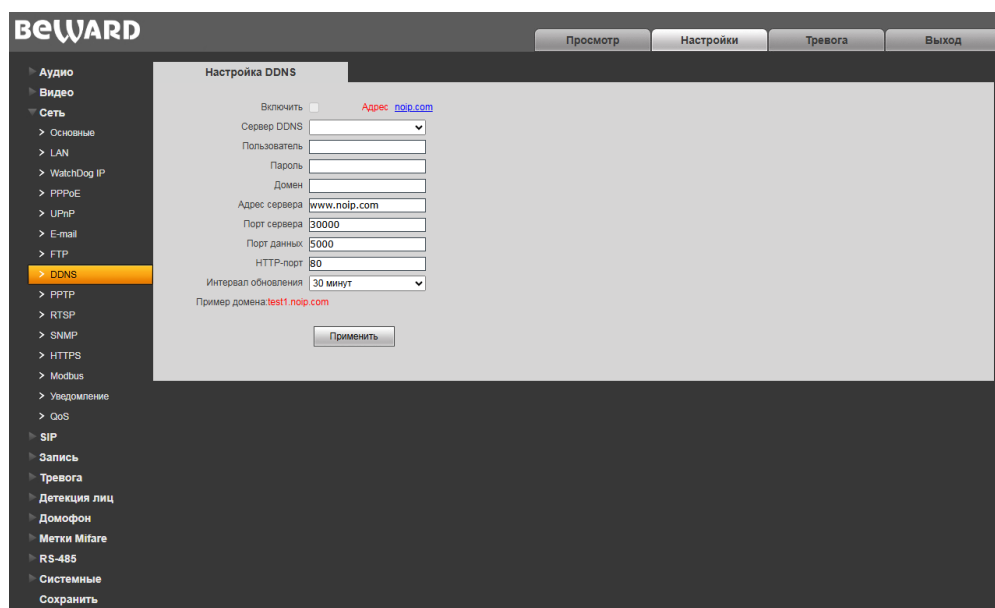 BEWARD
Просмотр
Настройки
Тревога
Выход
Аудио
Видео
Сеть
> Основные
> LAN
> WatchDog IP
> PPPoE
> UPnP
> E-mail
> FTP
> DDNS
> PPTP
> RTSP
> SNMP
> HTTPS
> Modbus
> Уведомление
> QoS
SIP
Запись
Тревога
Детекция лиц
Домофон
Метки Mifare
RS-485
Системные
Сохранить
Настройка DDNS
Включить Адрес noip.com
Сервер DDNS
Пользователь
Пароль
Домен
Адрес сервера www.noip.com
Порт сервера 30000
Порт данных 5000
HTTP-порт 80
Интервал обновления 30 минут
Пример домена:test1.noip.com
Применить